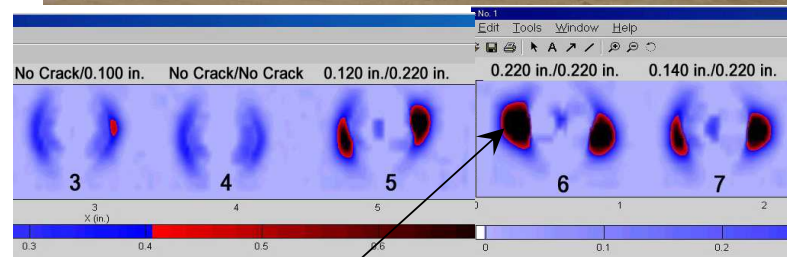 No. 1
Edit Tools Window Help
No Crack/0.100 in. No Crack/No Crack 0.120 in./0.220 in. 0.220 in./0.220 in. 0.140 in./0.220 in.
3 4 5 6 7
3 4 5 1 2
X (in.)
0.3 0.4 0.5 0.6 0 0.1 0.2